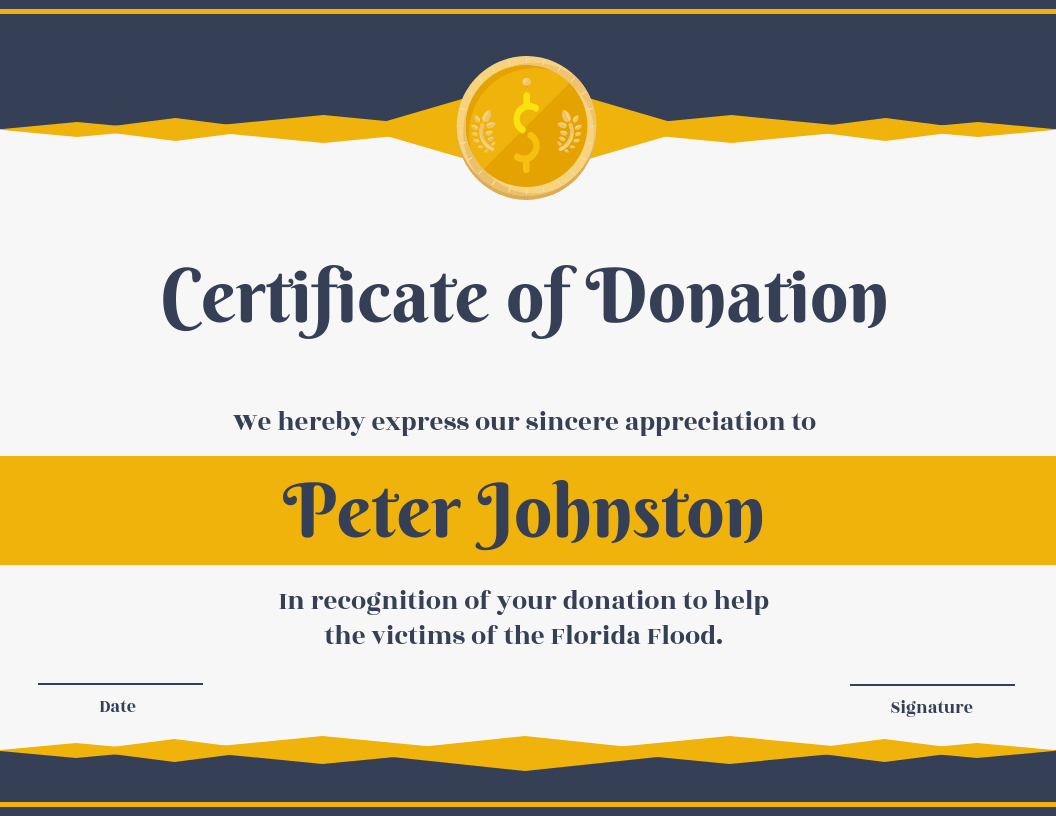 Certificate of Donation
We hereby express our sincere appreciation to
Peter Johnston
In recognition of your donation to help
the victims of the Florida Flood.
Date
Signature